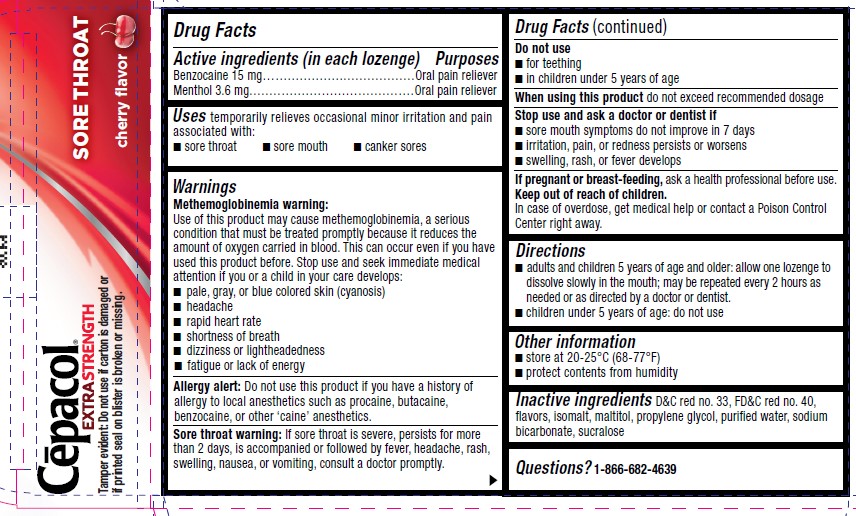 SORE THROAT
cherry flavor
Cēpacol®
EXTRA STRENGTH
Tamper evident: Do not use if carton is damaged or
if printed seal on blister is broken or missing.
Drug Facts
Active ingredients (in each lozenge) Purposes
Benzocaine 15 mg....................................Oral pain reliever
Menthol 3.6 mg.......................................Oral pain reliever
Uses temporarily relieves occasional minor irritation and pain
associated with:
■ sore throat ■ sore mouth ■ canker sores
Warnings
Methemoglobinemia warning:
Use of this product may cause methemoglobinemia, a serious
condition that must be treated promptly because it reduces the
amount of oxygen carried in blood. This can occur even if you have
used this product before. Stop use and seek immediate medical
attention if you or a child in your care develops:
■ pale, gray, or blue colored skin (cyanosis)
■ headache
■ rapid heart rate
■ shortness of breath
■ dizziness or lightheadedness
■ fatigue or lack of energy
Allergy alert: Do not use this product if you have a history of
allergy to local anesthetics such as procaine, butacaine,
benzocaine, or other ‘caine’ anesthetics.
Sore throat warning: If sore throat is severe, persists for more
than 2 days, is accompanied or followed by fever, headache, rash,
swelling, nausea, or vomiting, consult a doctor promptly.
Drug Facts (continued)
Do not use
■ for teething
■ in children under 5 years of age
When using this product do not exceed recommended dosage
Stop use and ask a doctor or dentist if
■ sore mouth symptoms do not improve in 7 days
■ irritation, pain, or redness persists or worsens
■ swelling, rash, or fever develops
If pregnant or breast-feeding, ask a health professional before use.
Keep out of reach of children.
In case of overdose, get medical help or contact a Poison Control
Center right away.
Directions
■ adults and children 5 years of age and older: allow one lozenge to
dissolve slowly in the mouth; may be repeated every 2 hours as
needed or as directed by a doctor or dentist.
■ children under 5 years of age: do not use
Other information
■ store at 20-25°C (68-77°F)
■ protect contents from humidity
Inactive ingredients D&C red no. 33, FD&C red no. 40,
flavors, isomalt, maltitol, propylene glycol, purified water, sodium
bicarbonate, sucralose
Questions? 1-866-682-4639